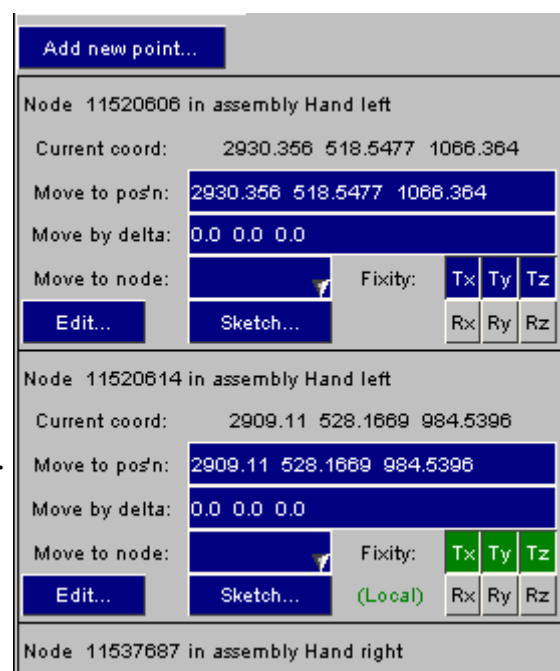 Add new point...
Node 11520606 in assembly Hand left
Current coord: 2930.356 518.5477 1066.364
Move to pos'n: 2930.356 518.5477 1066.364
Move by delta: 0.0 0.0 0.0
Move to node: Fixity: Tx Ty Tz
Edit... Sketch... Rx Ry Rz
Node 11520614 in assembly Hand left
Current coord: 2909.11 528.1669 984.5396
Move to pos'n: 2909.11 528.1669 984.5396
Move by delta: 0.0 0.0 0.0
Move to node: Fixity: Tx Ty Tz
Edit... Sketch... (Local) Rx Ry Rz
Node 11537687 in assembly Hand right